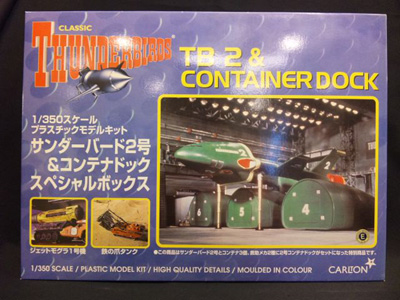 CLASSIC
THUNDERBIRDS
TB 2 &
CONTAINER DOCK
1/350スケール
プラスチックモデルキット
サンダーバード2号
&コンテナドック
スペシャルボックス
6
5
4
ジェットモグラ1号機
鉄の爪タンク
E
1/350 SCALE / PLASTIC MODEL KIT / HIGH QUALITY DETAILS / MOULDED IN COLOUR
CARLTON